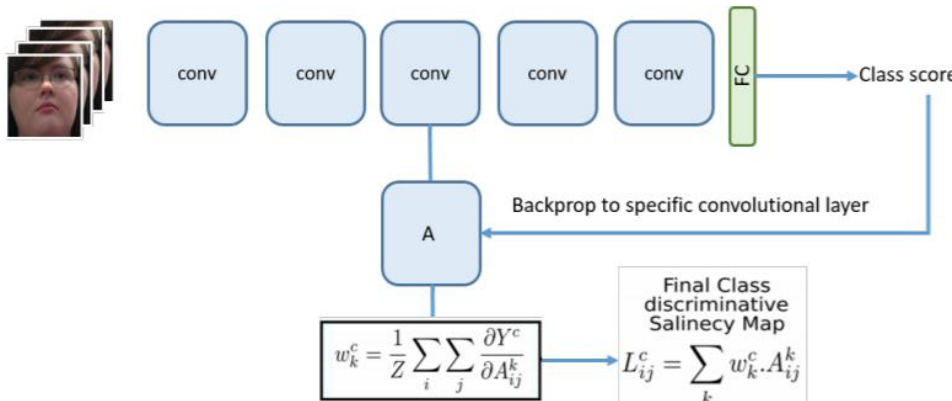 conv conv conv conv conv FC Class score
Backprop to specific convolutional layer
A
Final Class
discriminative
Salinecy Map
w_k^c = \frac{1}{Z} \sum_i \sum_j \frac{\partial Y^c}{\partial A_{ij}^k}
L_{ij}^c = \sum_k w_k^c . A_{ij}^k